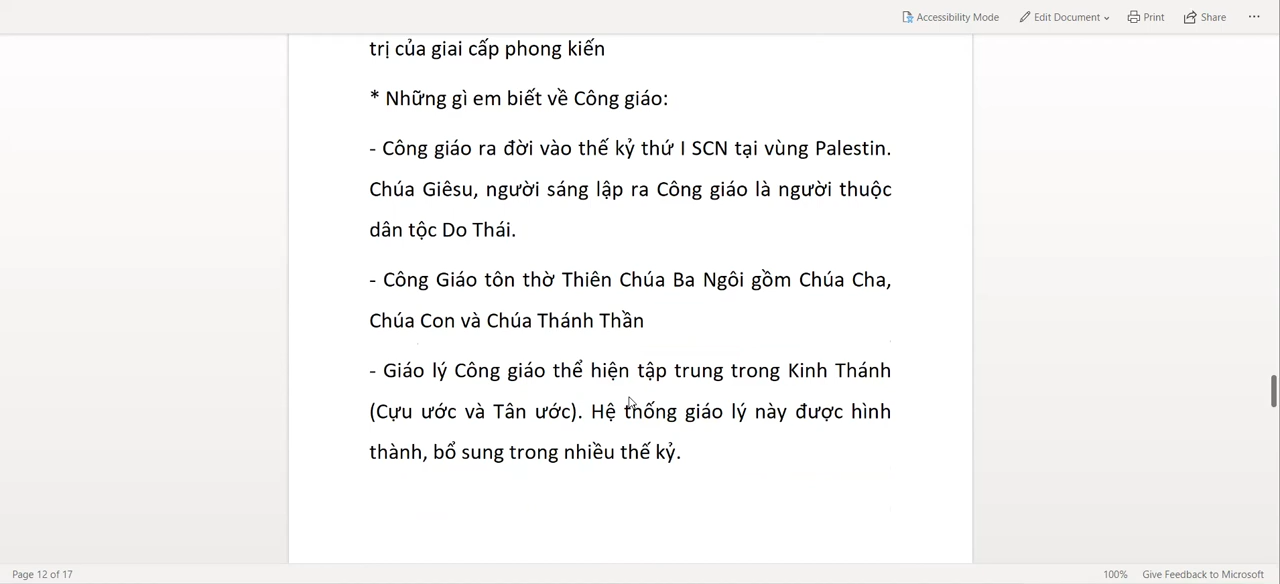 Accessibility Mode Edit Document Print Share ...
trị của giai cấp phong kiến
* Những gì em biết về Công giáo:
- Công giáo ra đời vào thế kỷ thứ I SCN tại vùng Palestin.
Chúa Giêsu, người sáng lập ra Công giáo là người thuộc
dân tộc Do Thái.
- Công Giáo tôn thờ Thiên Chúa Ba Ngôi gồm Chúa Cha,
Chúa Con và Chúa Thánh Thần
- Giáo lý Công giáo thể hiện tập trung trong Kinh Thánh
(Cựu ước và Tân ước). Hệ thống giáo lý này được hình
thành, bổ sung trong nhiều thế kỷ.
Page 12 of 17 100% Give Feedback to Microsoft